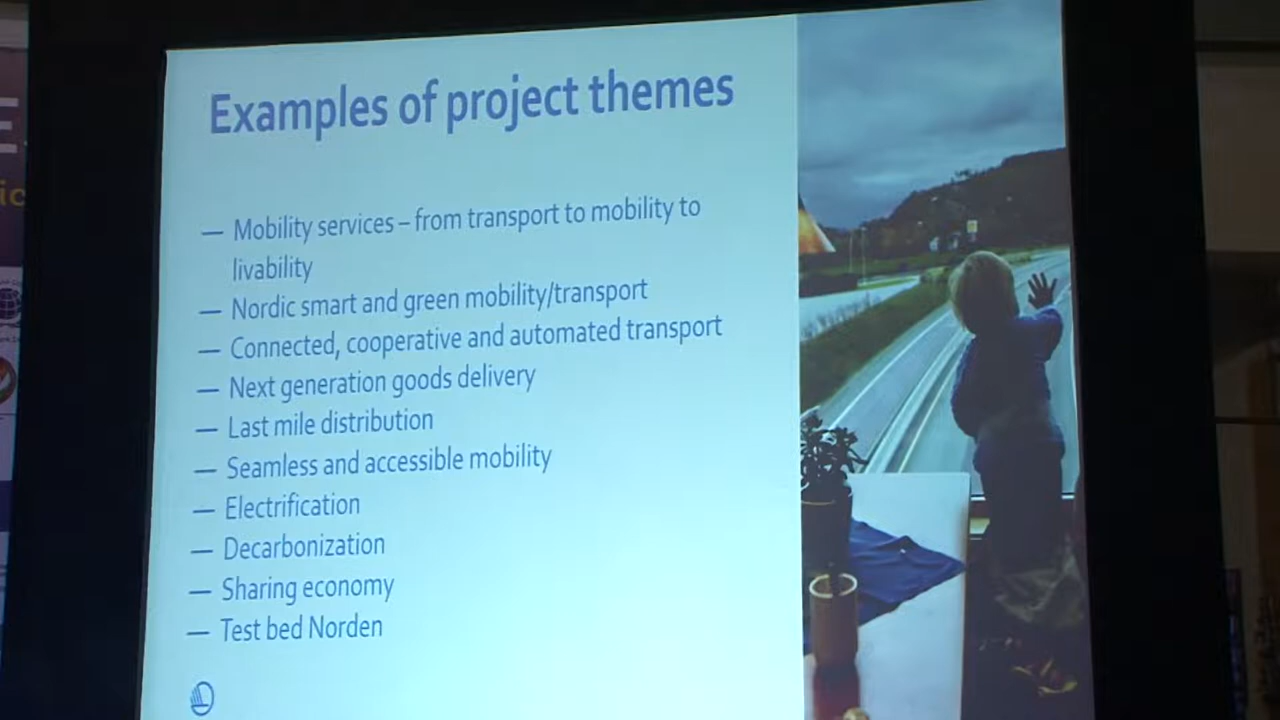 Examples of project themes
— Mobility services – from transport to mobility to
livability
— Nordic smart and green mobility/transport
— Connected, cooperative and automated transport
— Next generation goods delivery
— Last mile distribution
— Seamless and accessible mobility
— Electrification
— Decarbonization
— Sharing economy
— Test bed Norden